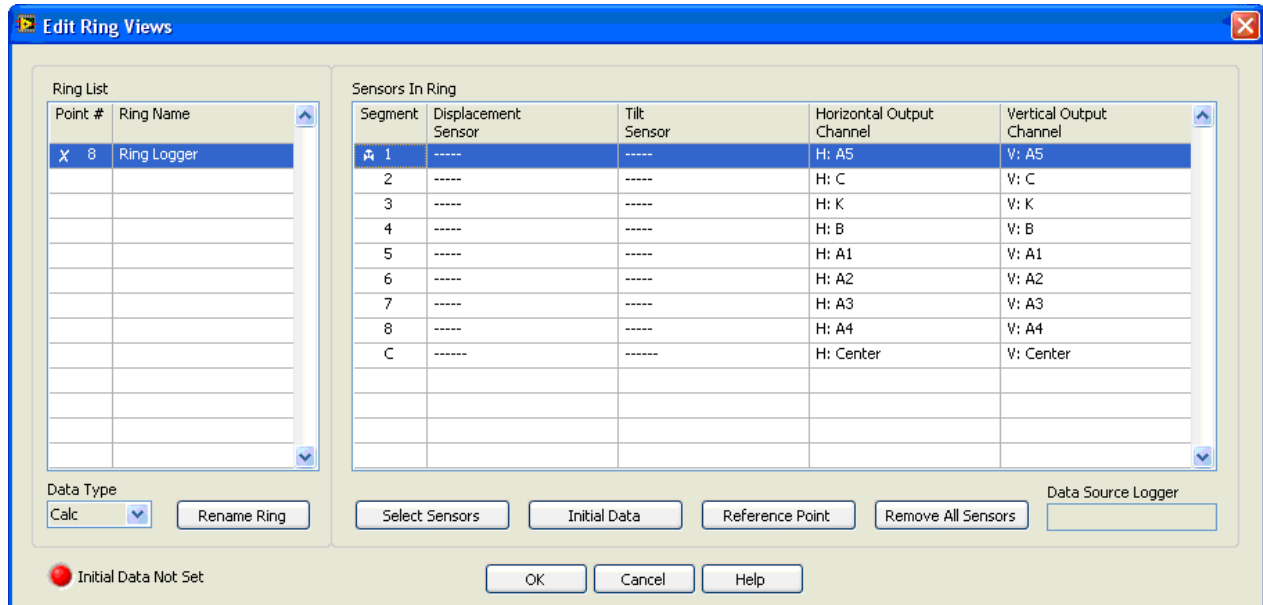 Edit Ring Views
Ring List
Point # Ring Name
X 8 Ring Logger
Data Type
Calc
Rename Ring
Sensors In Ring
Segment Displacement Sensor Tilt Sensor Horizontal Output Channel Vertical Output Channel
1 ----- ----- H: A5 V: A5
2 ----- ----- H: C V: C
3 ----- ----- H: K V: K
4 ----- ----- H: B V: B
5 ----- ----- H: A1 V: A1
6 ----- ----- H: A2 V: A2
7 ----- ----- H: A3 V: A3
8 ----- ----- H: A4 V: A4
C ------ ------ H: Center V: Center
Select Sensors Initial Data Reference Point Remove All Sensors
Data Source Logger
Initial Data Not Set
OK Cancel Help